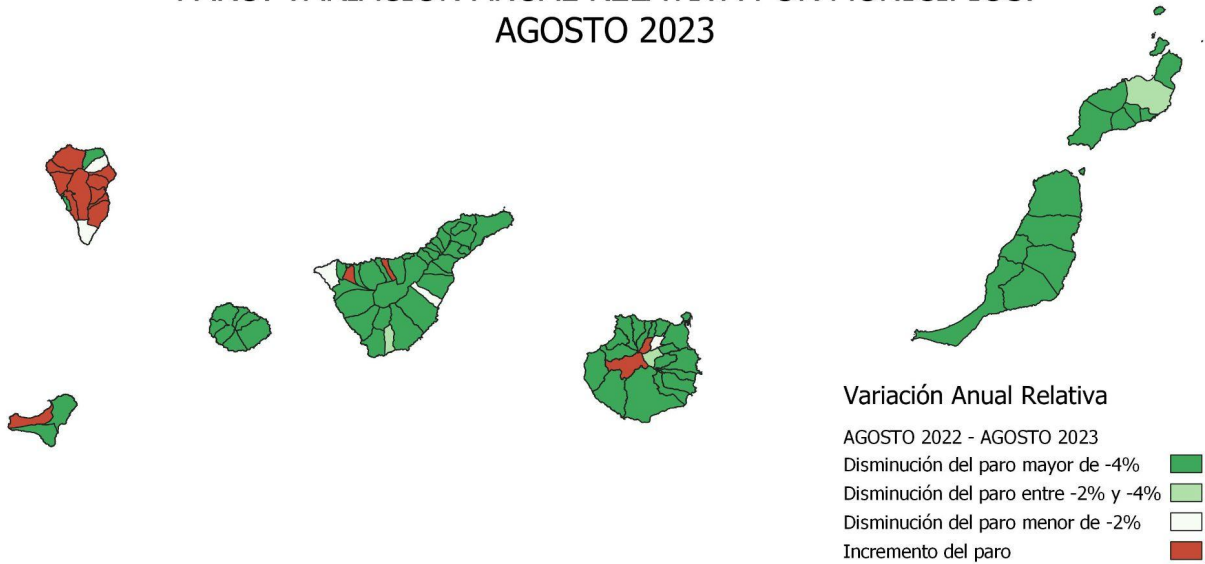 AGOSTO 2023
Variación Anual Relativa
AGOSTO 2022 - AGOSTO 2023
Disminución del paro mayor de -4%
Disminución del paro entre -2% y -4%
Disminución del paro menor de -2%
Incremento del paro